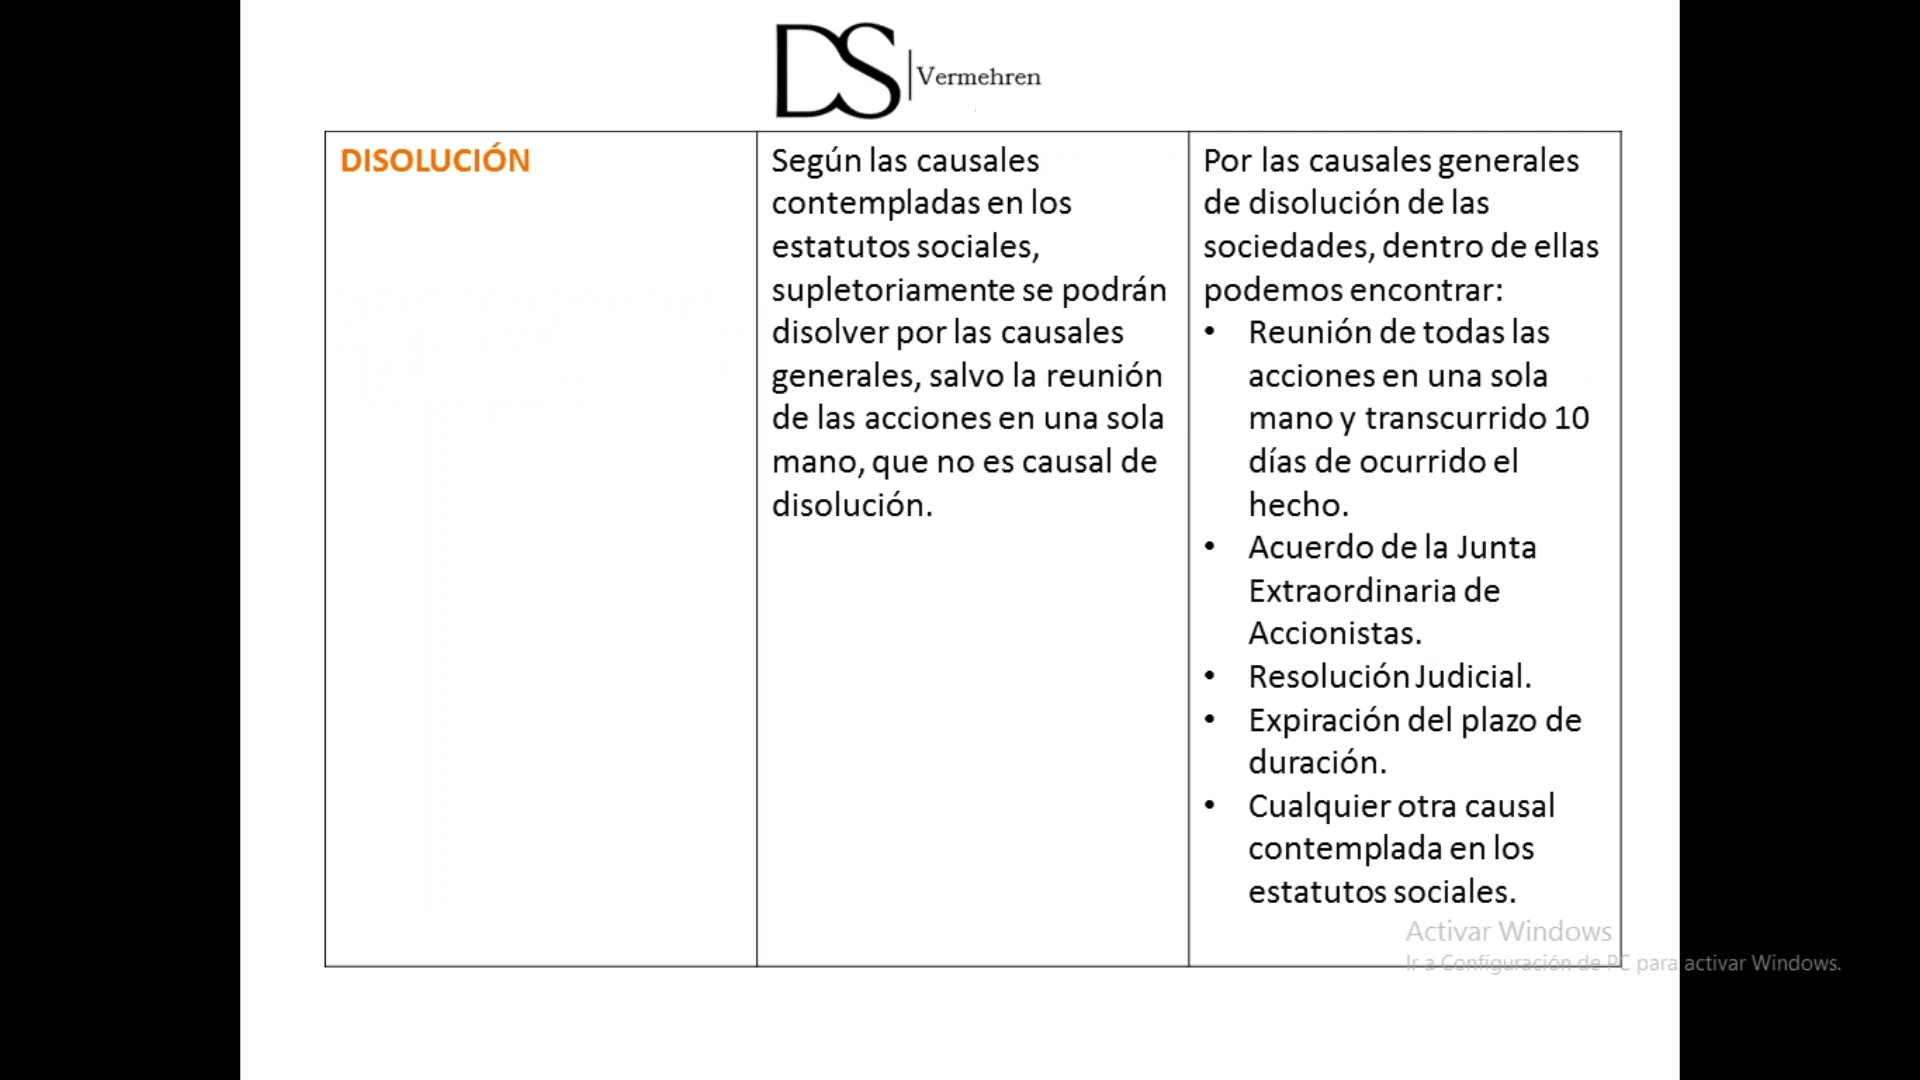 DS
Vermehren
DISOLUCIÓN
Según las causales
contempladas en los
estatutos sociales,
supletoriamente se podrán
disolver por las causales
generales, salvo la reunión
de las acciones en una sola
mano, que no es causal de
disolución.
Por las causales generales
de disolución de las
sociedades, dentro de ellas
podemos encontrar:
• Reunión de todas las
acciones en una sola
mano y transcurrido 10
días de ocurrido el
hecho.
• Acuerdo de la Junta
Extraordinaria de
Accionistas.
• Resolución Judicial.
• Expiración del plazo de
duración.
• Cualquier otra causal
contemplada en los
estatutos sociales.
Activar Windows
Ir a Configuración de PC para activar Windows.